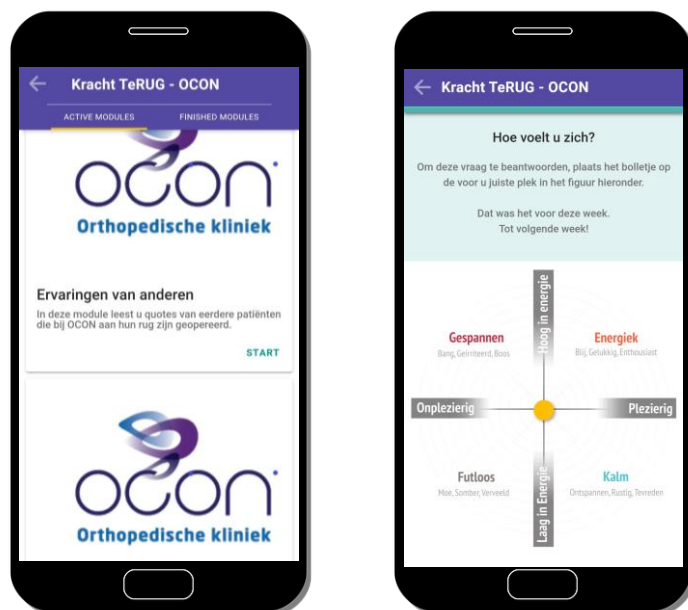 Kracht TeRUG - OCON
ACTIVE MODULES
FINISHED MODULES
ocon
Orthopedische kliniek
Ervaringen van anderen
In deze module leest u quotes van eerdere patiënten
die bij OCON aan hun rug zijn geopereerd.
START
ocon
Orthopedische kliniek
Kracht TeRUG - OCON
Hoe voelt u zich?
Om deze vraag te beantwoorden, plaats het bolletje op
de voor u juiste plek in het figuur hieronder.
Dat was het voor deze week.
Tot volgende week!
Hoog in energie
Gespannen
Bang, Geïrriteerd, Boos
Energiek
Blij, Gelukkig, Enthousiast
Onplezierig
Plezierig
Futloos
Moe, Somber, Verveeld
Kalm
Ontspannen, Rustig, Tevreden
Laag in Energie